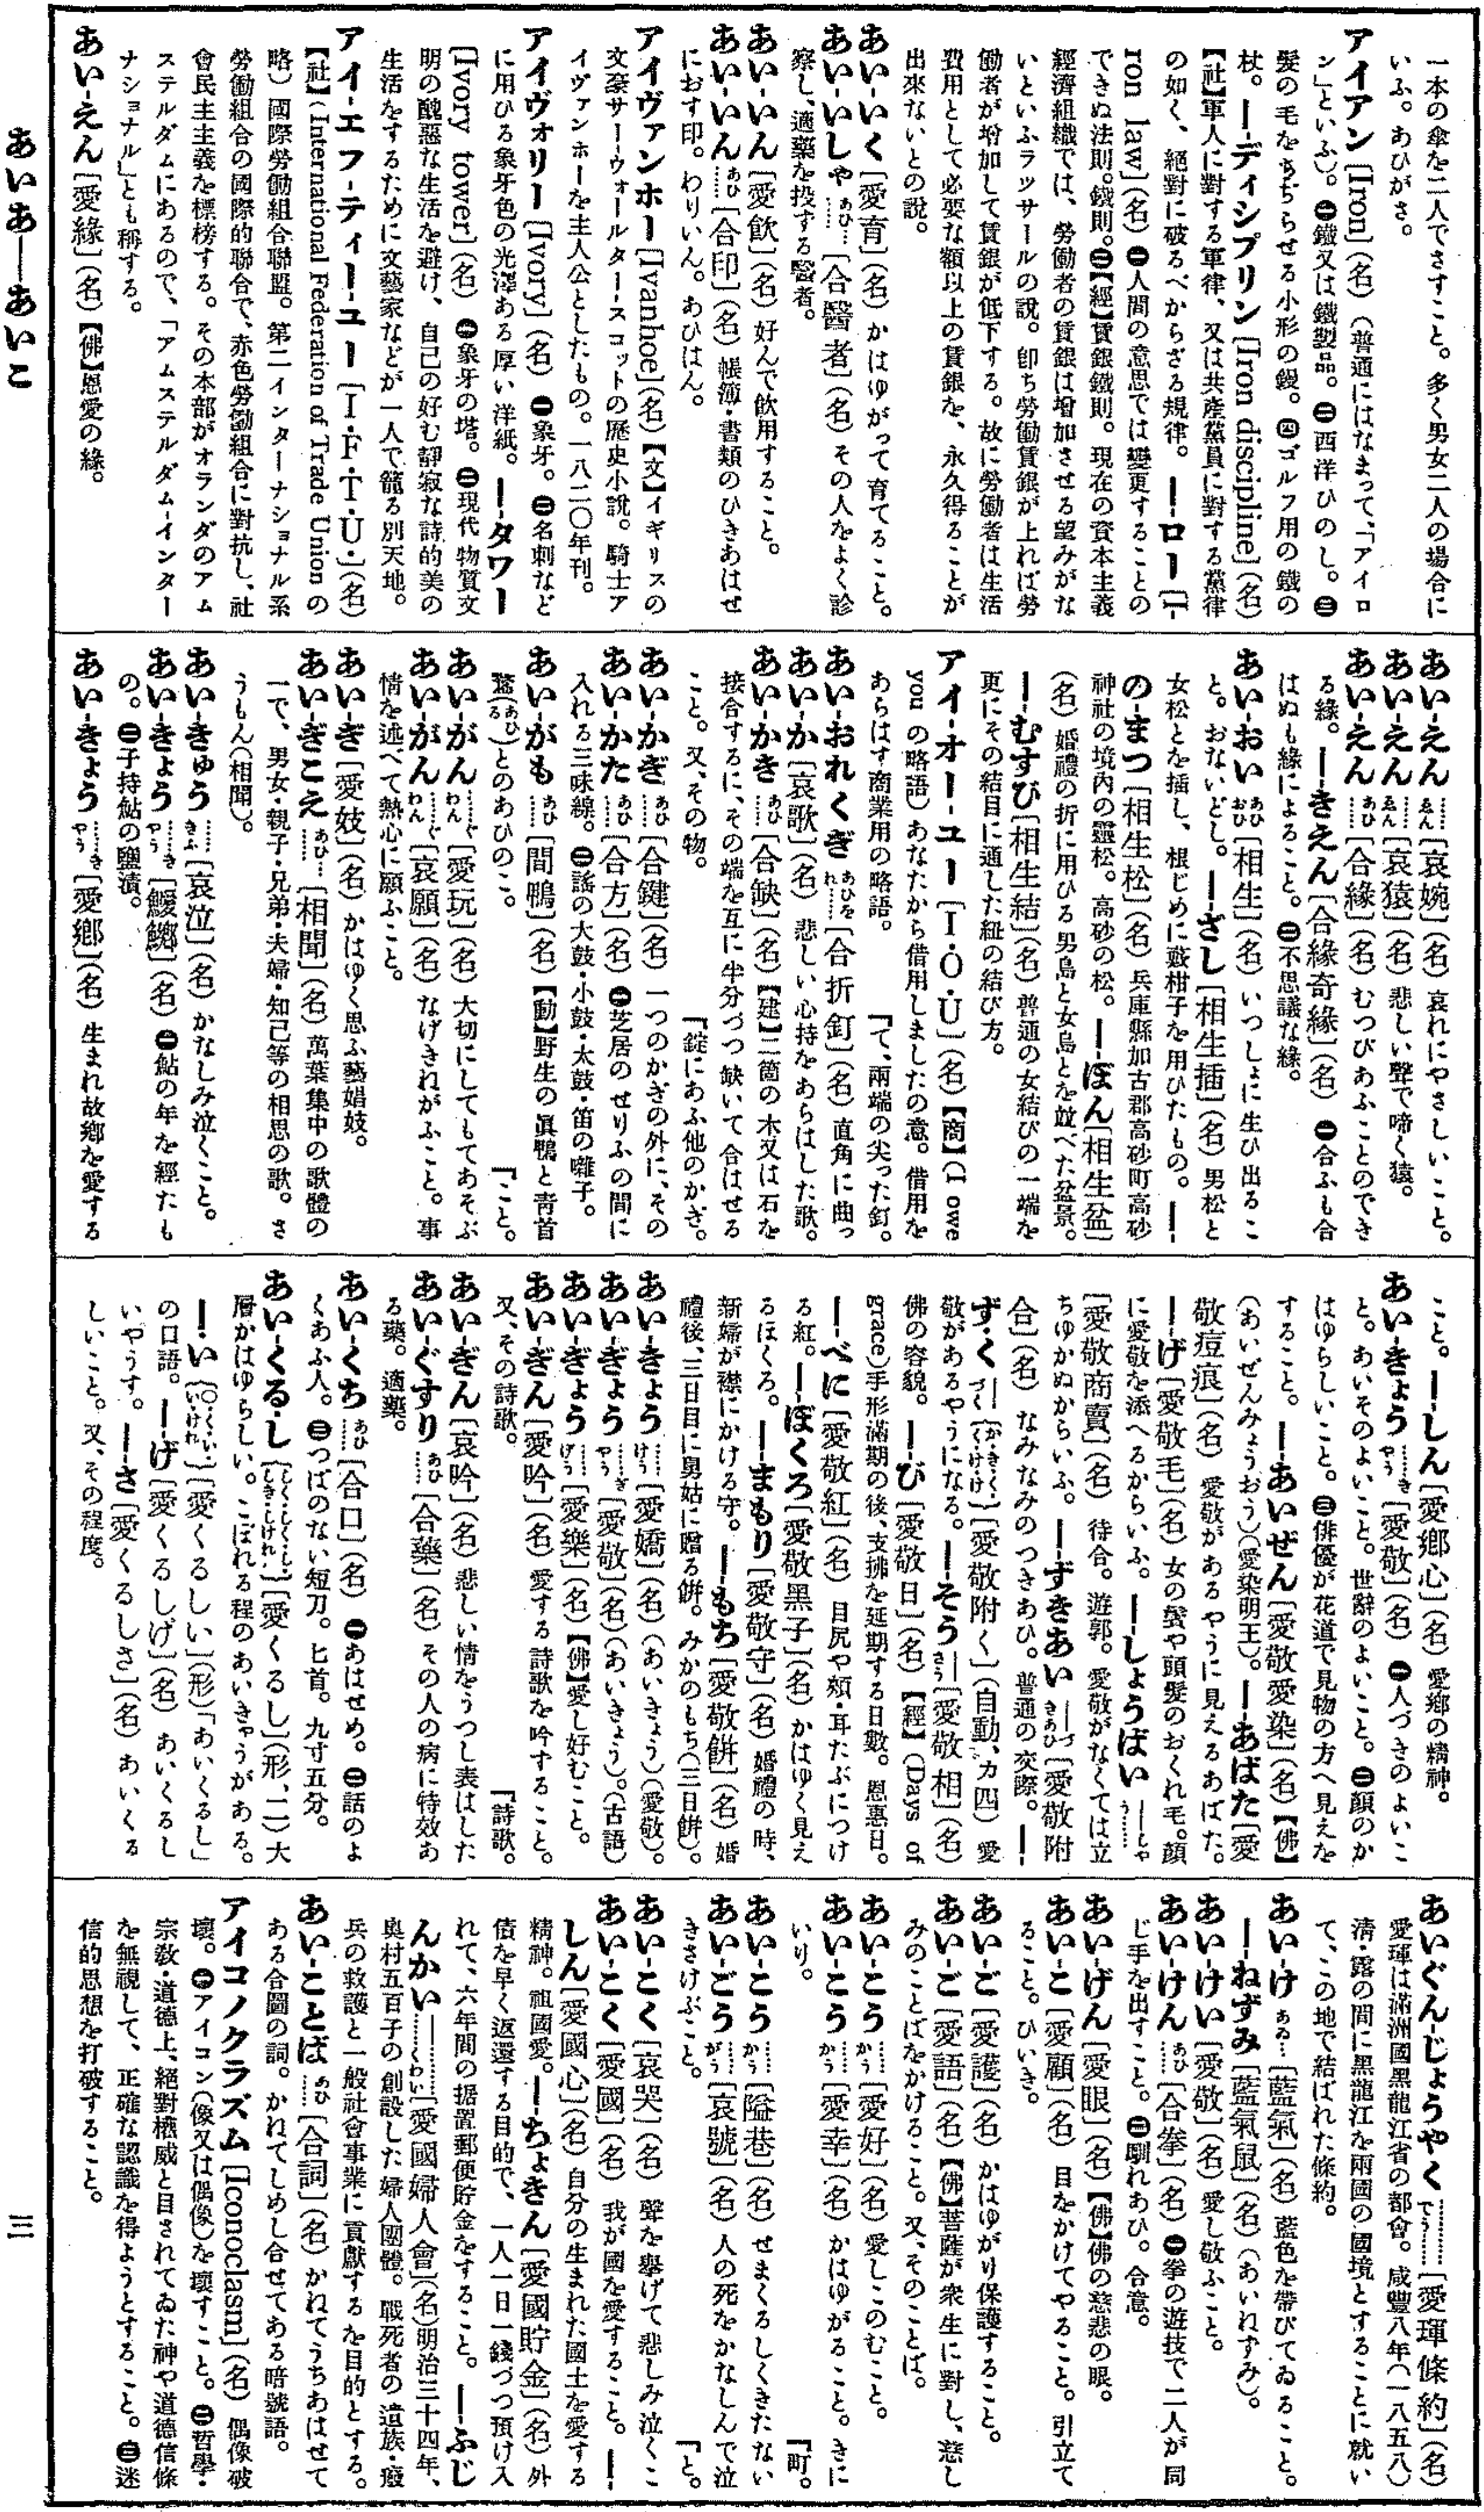 あいあ――あいこ
一本の傘を二人でさすこと。多く男女二人の場合に
いふ。あひがさ。
アイアン[Iron](名)(普通にはなまって、「アイロ
ン」といふ)。㊀鐵又は鐵製品。㊁西洋ひのし。㊂
髮の毛をちぢらせる小形の鏝。㊃ゴルフ用の鐵の
杖。――ディシプリン[Iron discipline](名)
【社】軍人に對する軍律、又は共産黨員に對する黨律
の如く、絕對に破るべからざる規律。――ロー[I-
ron law](名)㊀人間の意思では變更することの
できぬ法則。鐵則。㊁【經】賃銀鐵則。現在の資本主義
經濟組織では、勞働者の賃銀は增加させる望みがな
いといふラッサールの說。卽ち勞働賃銀が上れば勞
働者が增加して賃銀が低下する。故に勞働者は生活
費用として必要な額以上の賃銀を、永久得ることが
出來ないとの說。
あい-いく[愛育](名)かはゆがって育てること。
あい-いしゃ あひ…[合醫者](名)その人をよく診
察し、適藥を投ずる醫者。
あい-いん[愛飮](名)好んで飮用すること。
あい-いん あひ……[合印](名)帳簿・書類のひきあはせ
におす印。わりいん。あひはん。
アイヴァンホー[Ivanhoe](名)【文】イギリスの
文豪サー-ウォールター-スコットの歷史小說。騎士ア
イヴァンホーを主人公としたもの。一八二〇年刊。
アイヴォリー[Ivory](名)㊀象牙。㊁名刺など
に用ひる象牙色の光澤ある厚い洋紙。――タワー
[Ivory tower](名)㊀象牙の塔。㊁現代物質文
明の醜惡な生活を避け、自己の好む靜寂な詩的美の
生活をするために文藝家などが一人で籠る別天地。
アイ-エフ-ティー-ユー[I・F・T・U・](名)
【社】(International Federation of Trade Union の
略)國際勞働組合聯盟。第二インターナショナル系
勞働組合の國際的聯合で、赤色勞働組合に對抗し、社
會民主主義を標榜する。その本部がオランダのアム
ステルダムにあるので、「アムステルダム-インター
ナショナル」とも稱する。
あい-えん[愛緣](名)【佛】恩愛の緣。
あい-えん ……ゑん[哀婉](名)哀れにやさしいこと。
あい-えん ……ゑん[哀猿](名)悲しい聲で啼く猿。
あい-えん あひ……[合緣](名)むつびあふことのでき
る緣。――きえん[合緣奇緣](名)㊀合ふも合
はぬも緣によること。㊁不思議な緣。
あい-おい あひおひ[相生](名)いつしょに生ひ出るこ
と。おないどし。――ざし[相生插](名)男松と
女松とを插し、根じめに藪柑子を用ひたもの。――
のまつ[相生松](名)兵庫縣加古郡高砂町高砂
神社の境內の靈松。高砂の松。――ぼん[相生盆]
(名)婚禮の折に用ひる男島と女島とを竝べた盆景。
――むすび[相生結](名)普通の女結びの一端を
更にその結目に通した紐の結び方。
アイ-オー-ユー[I・O・U](名)【商】(I owe
you の略語)あなたから借用しましたの意。借用を
あらはす商業用の略語。 「て、兩端の尖った釘。
あい-おれくぎ あひをれ……[合折釘](名)直角に曲っ
あい-か[哀歌](名)悲しい心持をあらはした歌。
あい-かき あひ……[合缺](名)【建】二箇の木又は石を
接合するに、その端を互に半分づつ缺いて合はせる
こと。又、その物。 「錠にあふ他のかぎ。
あい-かぎ あひ……[合鍵](名)一つのかぎの外に、その
あい-かた あひ……[合方](名)㊀芝居のせりふの間に
入れる三味線。㊁謠の大鼓・小鼓・太鼓・笛の囃子。
あい-がも あひ……[間鴨](名)【動】野生の眞鴨と靑首
鶩(あひる)とのあひのこ。 「こと。
あい-がん ……ぐわん[愛玩](名)大切にしてもてあそぶ
あい-がん ……ぐわん[哀願](名)なげきねがふこと。事
情を述べて熱心に願ふこと。
あい-ぎ[愛妓](名)かはゆく思ふ藝娼妓。
あい-ぎこえ あひ……[相聞](名)萬葉集中の歌體の
一で、男女・親子・兄弟・夫婦・知己等の相思の歌。さ
うもん(相聞)。
あい-きゅう ……きふ[哀泣](名)かなしみ泣くこと。
あい-きょう ……きやう[鱫鱜](名)㊀鮎の年を經たも
の。㊁子持鮎の鹽漬。
あい-きょう ……きやう[愛鄕](名)生まれ故鄕を愛する
こと。――しん[愛鄕心](名)愛鄕の精神。
あい-きょう ……きやう[愛敬](名)㊀人づきのよいこ
と。あいそのよいこと。世辭のよいこと。㊁顏のか
はゆらしいこと。㊂俳優が花道で見物の方へ見えを
すること。――あいぜん[愛敬愛染](名)【佛】
(あいぜんみょうおう)(愛染明王)。――あばた[愛
敬痘痕](名)愛敬があるやうに見えるあばた。
――げ[愛敬毛](名)女の鬢や頭髮のおくれ毛。顏
に愛敬を添へるからいふ。――しょうばい ――しやう……
[愛敬商賣](名)待合。遊郭。愛敬がなくては立
ちゆかぬからいふ。――ずきあい ――づきあひ[愛敬附
合](名)なみなみのつきあひ。普通の交際。――
ず・く ――づく(かきくくけけ)[愛敬附く](自動、カ四)愛
敬があるやうになる。――そう ――さう[愛敬相](名)
佛の容貌。――び[愛敬日](名)【經】(Days of
grace)手形滿期の後、支拂を延期する日數。恩惠日。
――べに[愛敬紅](名)目尻や頰・耳たぶにつけ
る紅。――ぼくろ[愛敬黑子](名)かはゆく見え
るほくろ。――まもり[愛敬守](名)婚禮の時、
新婦が襟にかける守。――もち[愛敬餠](名)婚
禮後、三日目に舅姑に贈る餠。みかのもち(三日餠)。
あい-きょう ……けう[愛嬌](名)(あいきょう)(愛敬)。
あい-ぎょう ……ぎやう[愛敬](名)(あいきょう)。(古語)
あい-ぎょう ……げう[愛樂](名)【佛】愛し好むこと。
あい-ぎん[愛吟](名)愛する詩歌を吟ずること。
又、その詩歌。 「詩歌。
あい-ぎん[哀吟](名)悲しい情をうつし表はした
あい-ぐすり あひ……[合藥](名)その人の病に特效あ
る藥。適藥。
あい-くち あひ……[合口](名)㊀あはせめ。㊁話のよ
くあふ人。㊂つばのない短刀。匕首。九寸五分。
あい-くる・し(しくしくししきしけれ)[愛くるし](形、二)大
層かはゆらしい。こぼれる程のあいきゃうがある。
――・い(○くいいいけれ)[愛くるしい](形)「あいくるし」
の口語。――げ[愛くるしげ](名)あいくるし
いやうす。――さ[愛くるしさ](名)あいくる
しいこと。又、その程度。
あいぐんじょうやく ………でう………[愛琿條約](名)
愛琿は滿洲國黑龍江省の都會。咸豐八年(一八五八)
淸・露の間に黑龍江を兩國の國境とすることに就い
て、この地で結ばれた條約。
あい-け あゐ…[藍氣](名)藍色を帶びてゐること。
――ねずみ[藍氣鼠](名)(あいねずみ)。
あい-けい[愛敬](名)愛し敬ふこと。
あい-けん あひ……[合拳](名)㊀拳の遊技で二人が同
じ手を出すこと。㊁馴れあひ。合意。
あい-げん[愛眼](名)【佛】佛の慈悲の眼。
あい-こ[愛顧](名)目をかけてやること。引立て
ること。ひいき。
あい-ご[愛護](名)かはゆがり保護すること。
あい-ご[愛語](名)【佛】菩薩が衆生に對し、慈し
みのことばをかけること。又、そのことば。
あい-こう ……かう[愛好](名)愛しこのむこと。
あい-こう ……かう[愛幸](名)かはゆがること。きに
いり。 「町。
あい-こう ……かう[隘巷](名)せまくるしくきたない
あい-ごう ……がう[哀號](名)人の死をかなしんで泣
きさけぶこと。 「と。
あい-こく[哀哭](名)聲を擧げて悲しみ泣くこ
あい-こく[愛國](名)我が國を愛すること。――
しん[愛國心](名)自分の生まれた國土を愛する
精神。祖國愛。――ちょきん[愛國貯金](名)外
債を早く返還する目的で、一人一日一錢づつ預け入
れて、六年間の据置郵便貯金をすること。――ふじ
んかい――………くわい[愛國婦人會](名)明治三十四年、
奧村五百子の創設した婦人團體。戰死者の遺族・癈
兵の救護と一般社會事業に貢獻するを目的とする。
あい-ことば あひ……[合詞](名)かねてうちあはせて
ある合圖の詞。かねてしめし合せてある暗號語。
アイコノクラズム[Iconoclasm](名)偶像破
壞。㊀アイコン(像又は偶像)を壞すこと。㊁哲學・
宗敎・道德上、絕對權威と目されてゐた神や道德信條
を無視して、正確な認識を得ようとすること。㊂迷
信的思想を打破すること。
三